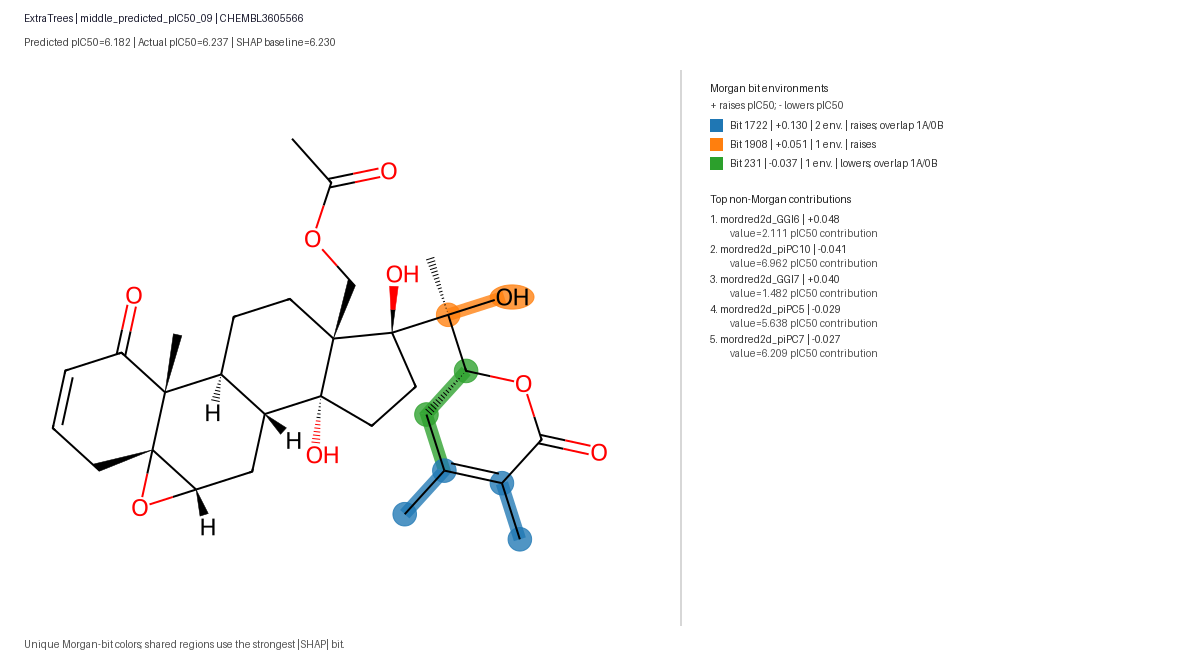 ExtraTrees | middle_predicted_pIC50_09 | CHEMBL3605566
Predicted pIC50=6.182 | Actual pIC50=6.237 | SHAP baseline=6.230
Morgan bit environments
+ raises pIC50; - lowers pIC50
Bit 1722 | +0.130 | 2 env. | raises; overlap 1A/0B
Bit 1908 | +0.051 | 1 env. | raises
Bit 231 | -0.037 | 1 env. | lowers; overlap 1A/0B
Top non-Morgan contributions
1. mordred2d_GGI6 | +0.048
value=2.111 pIC50 contribution
2. mordred2d_piPC10 | -0.041
value=6.962 pIC50 contribution
3. mordred2d_GGI7 | +0.040
value=1.482 pIC50 contribution
4. mordred2d_piPC5 | -0.029
value=5.638 pIC50 contribution
5. mordred2d_piPC7 | -0.027
value=6.209 pIC50 contribution
O
O
OH
O
OH
O
H
H
OH
O
O
H
Unique Morgan-bit colors; shared regions use the strongest |SHAP| bit.